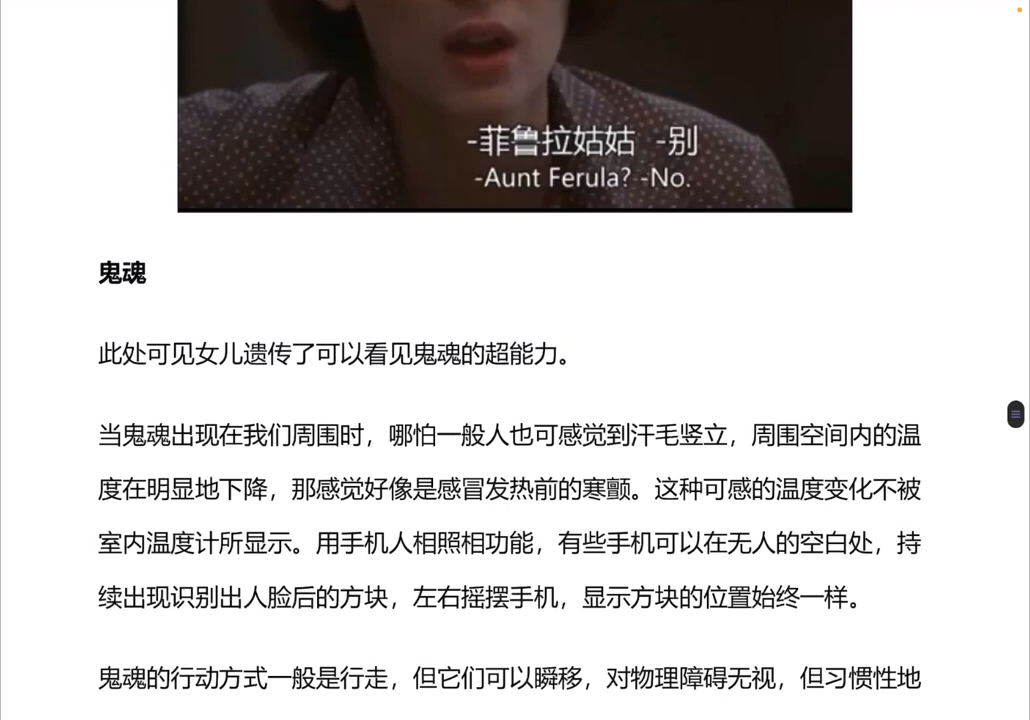 -菲鲁拉姑姑 -别
-Aunt Ferula? -No.
鬼魂
此处可见女儿遗传了可以看见鬼魂的超能力。
当鬼魂出现在我们周围时，哪怕一般人也可感觉到汗毛竖立，周围空间内的温
度在明显地下降，那感觉好像是感冒发热前的寒颤。这种可感的温度变化不被
室内温度计所显示。用手机人相照相功能，有些手机可以在无人的空白处，持
续出现识别出人脸后的方块，左右摇摆手机，显示方块的位置始终一样。
鬼魂的行动方式一般是行走，但它们可以瞬移，对物理障碍无视，但习惯性地